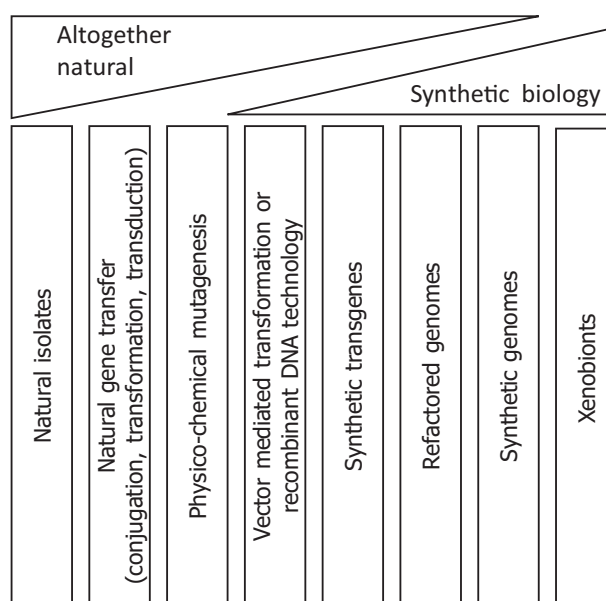 Altogether
natural
Synthetic biology
Natural isolates
Natural gene transfer
(conjugation, transformation, transduction)
Physico-chemical mutagenesis
Vector mediated transformation or
recombinant DNA technology
Synthetic transgenes
Refactored genomes
Synthetic genomes
Xenobionts